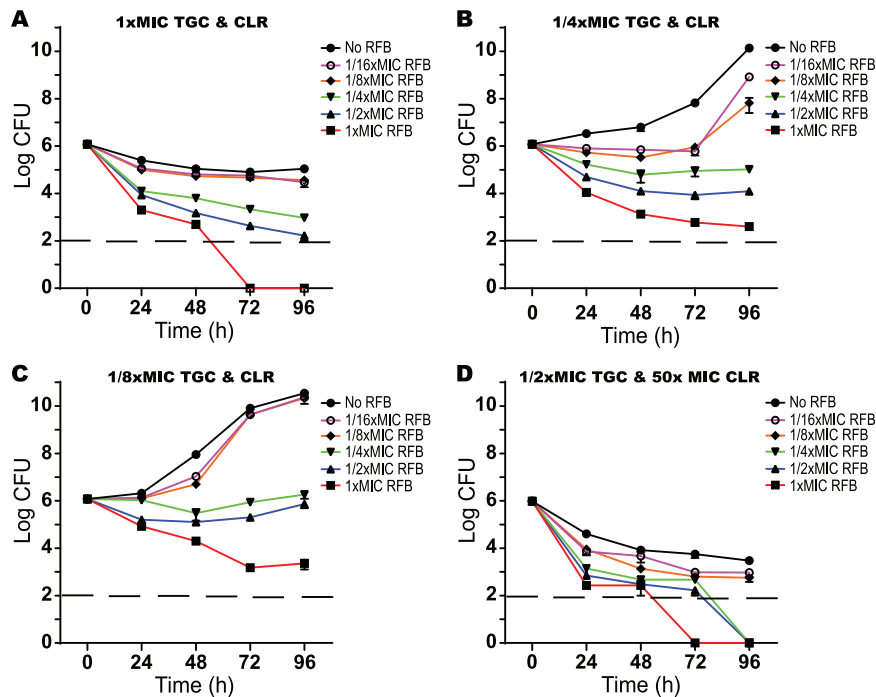 A
1xMIC TGC & CLR
10
8
6
4
2
0
Log CFU
0 24 48 72 96
Time (h)
No RFB
1/16xMIC RFB
1/8xMIC RFB
1/4xMIC RFB
1/2xMIC RFB
1xMIC RFB
B
1/4xMIC TGC & CLR
10
8
6
4
2
0
Log CFU
0 24 48 72 96
Time (h)
No RFB
1/16xMIC RFB
1/8xMIC RFB
1/4xMIC RFB
1/2xMIC RFB
1xMIC RFB
C
1/8xMIC TGC & CLR
10
8
6
4
2
0
Log CFU
0 24 48 72 96
Time (h)
No RFB
1/16xMIC RFB
1/8xMIC RFB
1/4xMIC RFB
1/2xMIC RFB
1xMIC RFB
D
1/2xMIC TGC & 50x MIC CLR
10
8
6
4
2
0
Log CFU
0 24 48 72 96
Time (h)
No RFB
1/16xMIC RFB
1/8xMIC RFB
1/4xMIC RFB
1/2xMIC RFB
1xMIC RFB